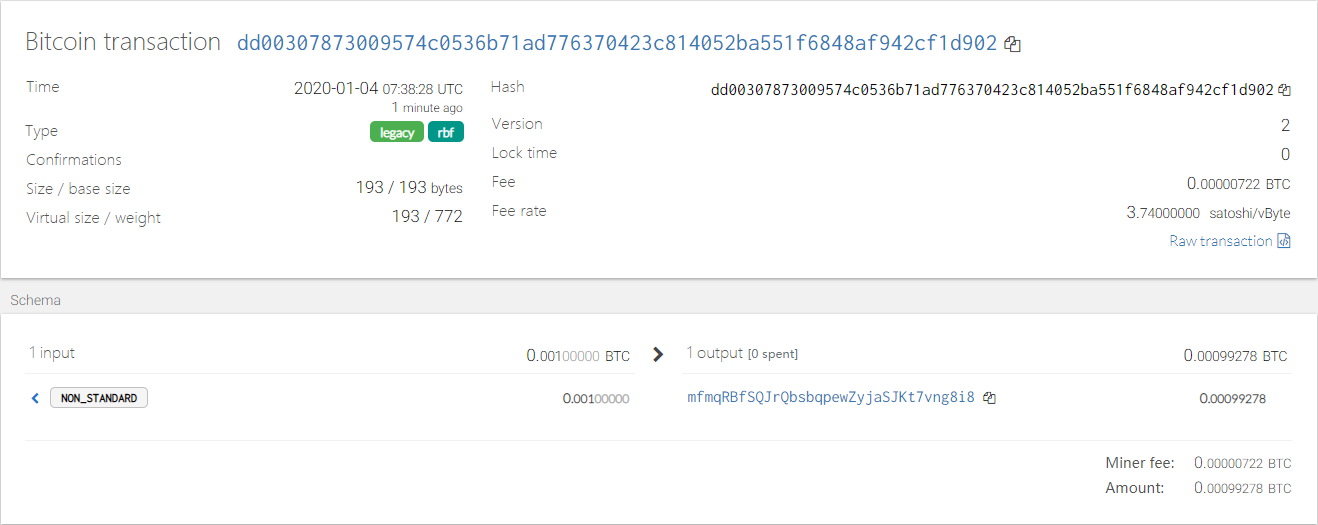 Bitcoin transaction dd00307873009574c0536b71ad776370423c814052ba551f6848af942cf1d902
Time 2020-01-04 07:38:28 UTC
1 minute ago
Type legacy rbf
Confirmations
Size / base size 193 / 193 bytes
Virtual size / weight 193 / 772
Hash dd00307873009574c0536b71ad776370423c814052ba551f6848af942cf1d902
Version 2
Lock time 0
Fee 0.00000722 BTC
Fee rate 3.74000000 satoshi/vByte
Raw transaction
Schema
1 input 0.00100000 BTC
NON_STANDARD 0.00100000
1 output [0 spent] 0.00099278 BTC
mfmqRBfSQJrQbsbqpewZyjaSJKt7vng8i8 0.00099278
Miner fee: 0.00000722 BTC
Amount: 0.00099278 BTC